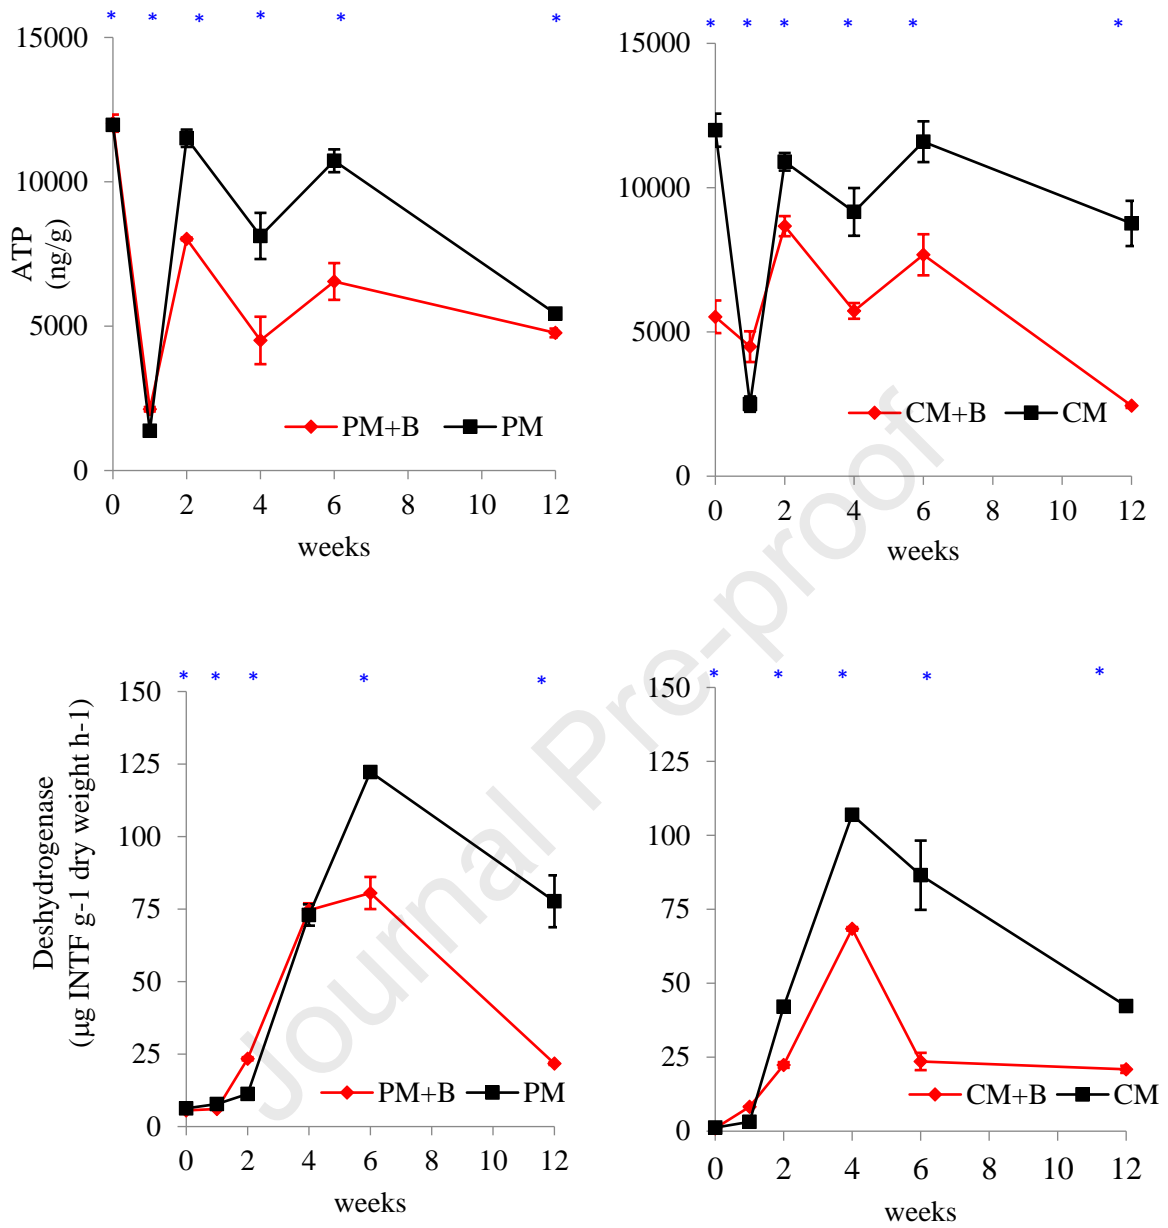 * * * * * *
* * * * * *
15000
10000
5000
0
ATP
(ng/g)
PM+B PM
0 2 4 6 8 10 12
weeks
15000
10000
5000
0
CM+B CM
0 2 4 6 8 10 12
weeks
* * * * *
* * * * *
150
125
100
75
50
25
0
Deshydrogenase
(µg INTF g-1 dry weight h-1)
PM+B PM
0 2 4 6 8 10 12
weeks
150
125
100
75
50
25
0
CM+B CM
0 2 4 6 8 10 12
weeks
Journal Pre-proof